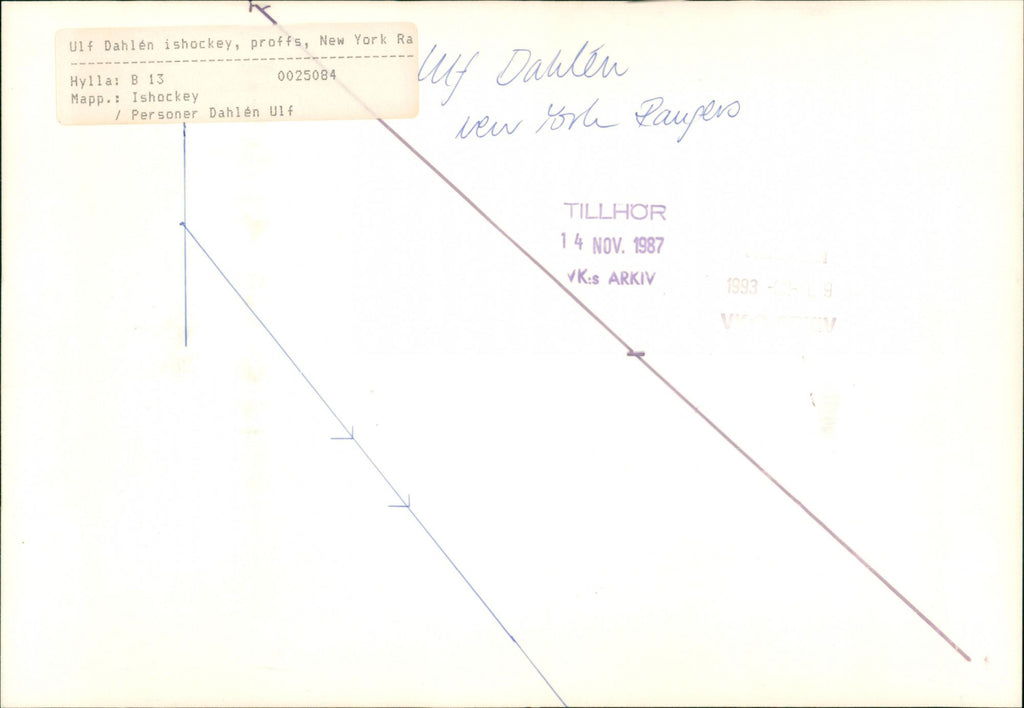 Ulf Dahlén ishockey, proffs, New York Ra
Hylla: B 13 0025084
Mapp.: Ishockey
/ Personer Dahlén Ulf
Ulf Dahlén
New York Rangers
TILLHÖR
14 NOV. 1987
VK:s ARKIV
1993